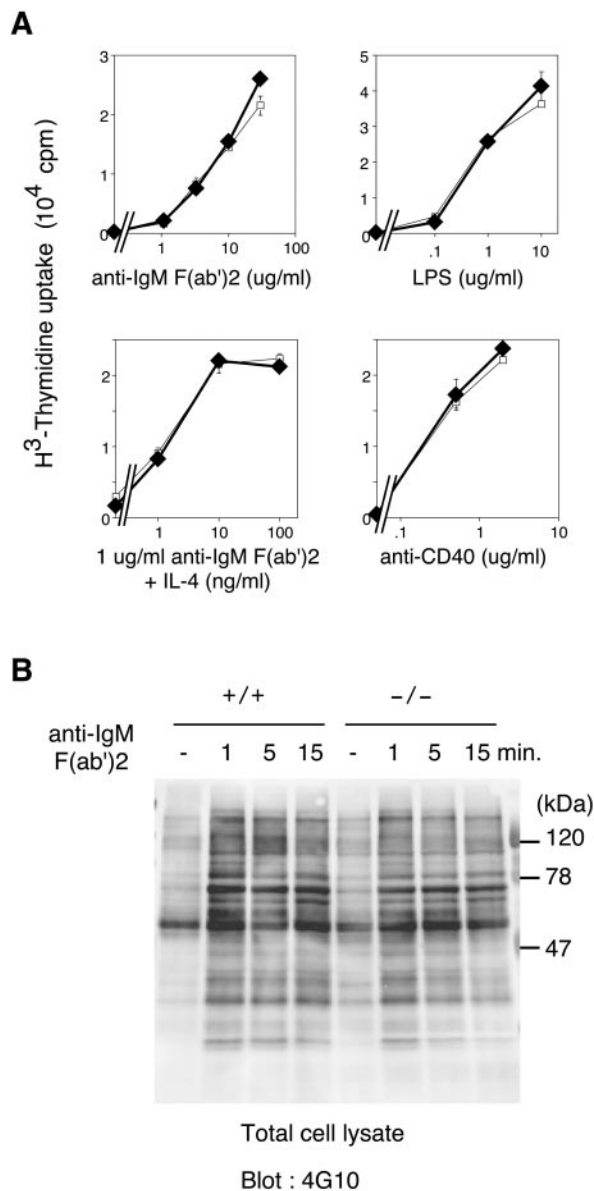 A
H³-Thymidine uptake (10⁴ cpm)
3
2
1
0
1 10 100
anti-IgM F(ab')2 (ug/ml)
5
4
3
2
1
0
.1 1 10
LPS (ug/ml)
2
1
0
1 10 100
1 ug/ml anti-IgM F(ab')2
+ IL-4 (ng/ml)
2
1
0
.1 1 10
anti-CD40 (ug/ml)
B
+/+ −/−
anti-IgM
F(ab')2
- 1 5 15 - 1 5 15 min.
(kDa)
120
78
47
Total cell lysate
Blot : 4G10